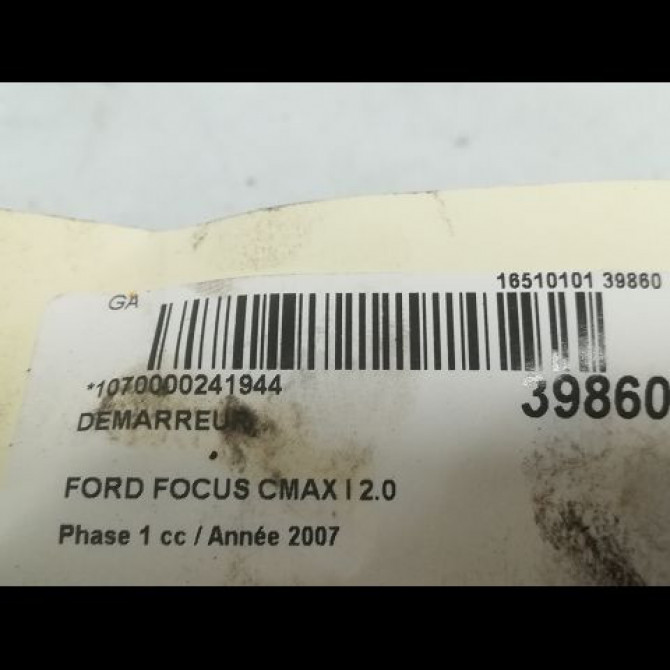 GA
16510101 39860
*1070000241944
39860
DEMARREUR
FORD FOCUS CMAX I 2.0
Phase 1 cc / Année 2007